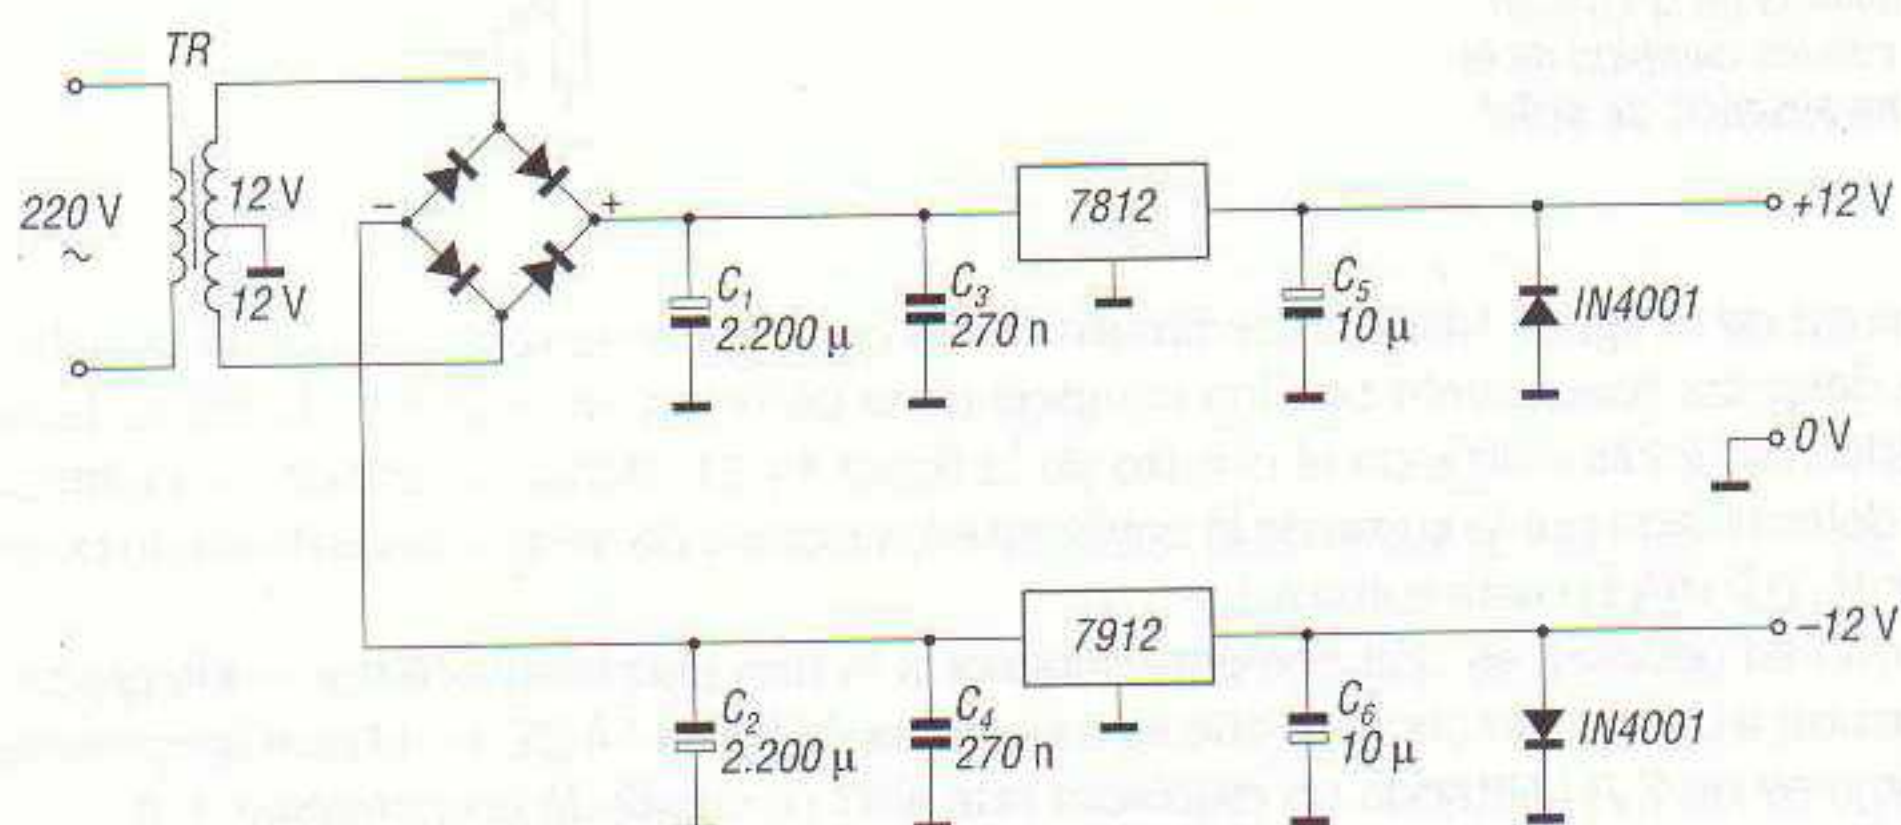 TR
220 V
~
12 V
12 V
−
+
C1
2.200 µ
C3
270 n
7812
C5
10 µ
IN4001
+12 V
0 V
C2
2.200 µ
C4
270 n
7912
C6
10 µ
IN4001
−12 V